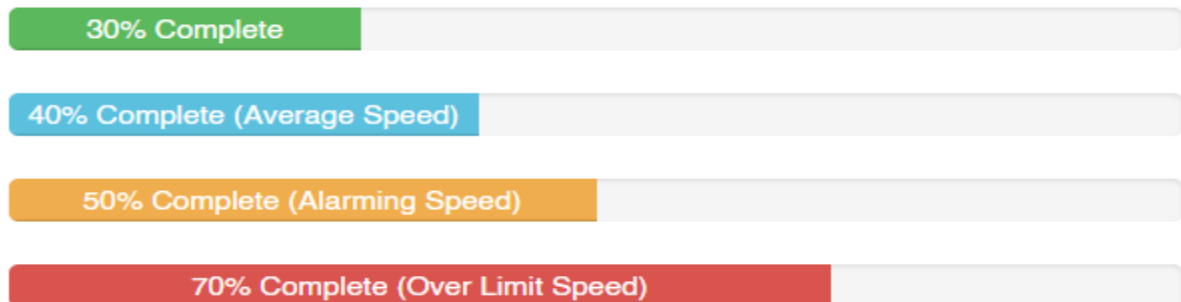 30% Complete
40% Complete (Average Speed)
50% Complete (Alarming Speed)
70% Complete (Over Limit Speed)